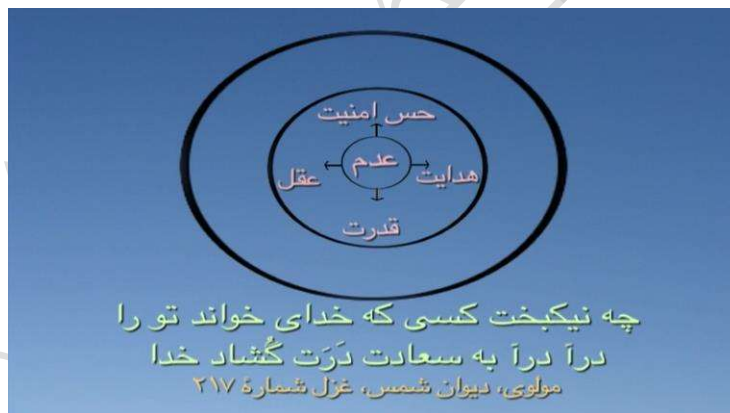 حس امنیت
عدم
هدایت
عقل
قدرت
چه نیکبخت کسی که خدای خواند تو را
درآ درآ به سعادت دَرَت گُشاد خدا
مولوی، دیوان شمس، غزل شمارهٔ ۲۱۷